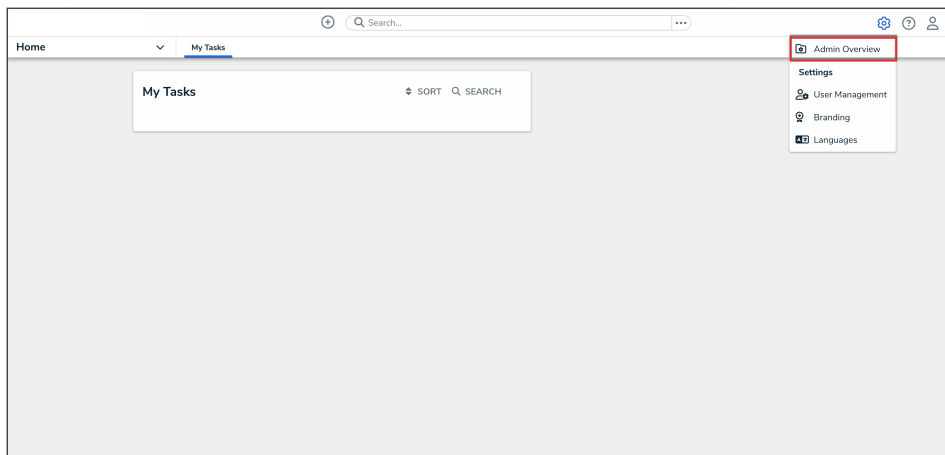 Search...
Home
My Tasks
Admin Overview
Settings
User Management
Branding
Languages
My Tasks
SORT
SEARCH